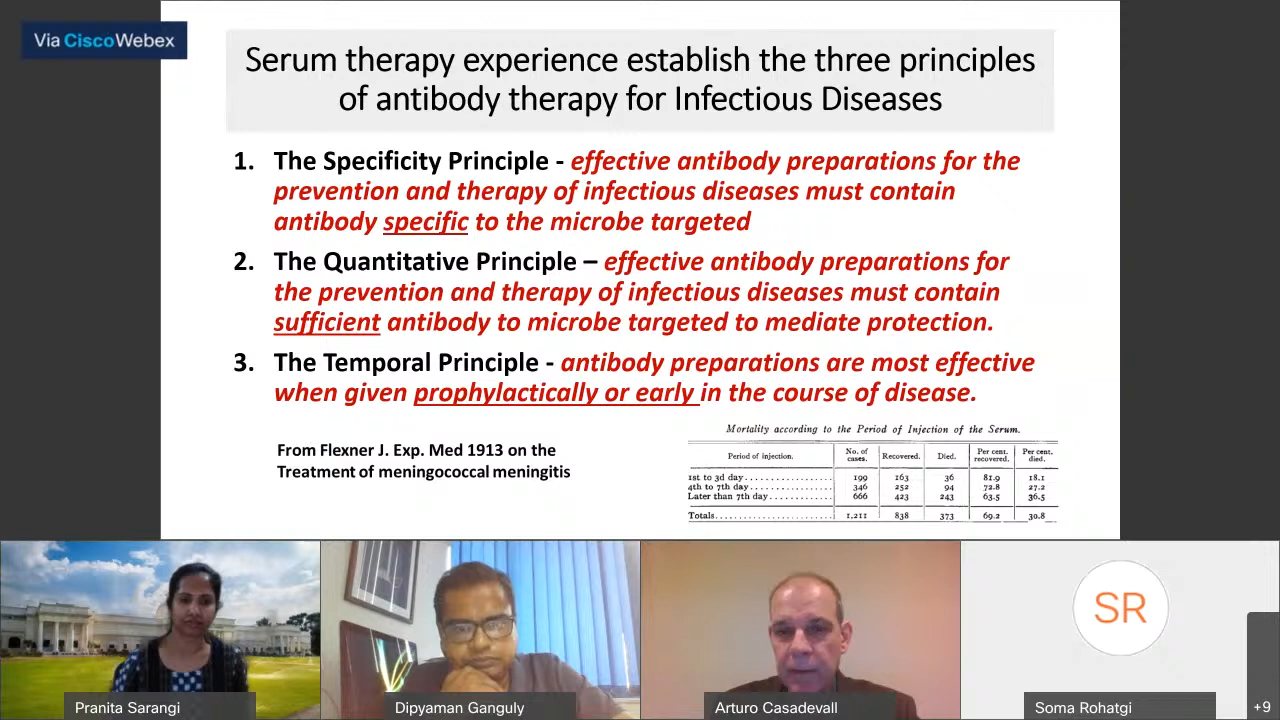 Via CiscoWebex
Serum therapy experience establish the three principles
of antibody therapy for Infectious Diseases
1. The Specificity Principle - effective antibody preparations for the
prevention and therapy of infectious diseases must contain
antibody specific to the microbe targeted
2. The Quantitative Principle – effective antibody preparations for
the prevention and therapy of infectious diseases must contain
sufficient antibody to microbe targeted to mediate protection.
3. The Temporal Principle - antibody preparations are most effective
when given prophylactically or early in the course of disease.
From Flexner J. Exp. Med 1913 on the
Treatment of meningococcal meningitis
Mortality according to the Period of Injection of the Serum.
Period of injection. No. of cases. Recovered. Died. Per cent. recovered. Per cent. died.
1st to 3d day 199 163 36 81.9 18.1
4th to 7th day 346 252 94 72.8 27.2
Later than 7th day 666 423 243 63.5 36.5
Totals 1,211 838 373 69.2 30.8
SR
Pranita Sarangi
Dipyaman Ganguly
Arturo Casadevall
Soma Rohatgi
+9